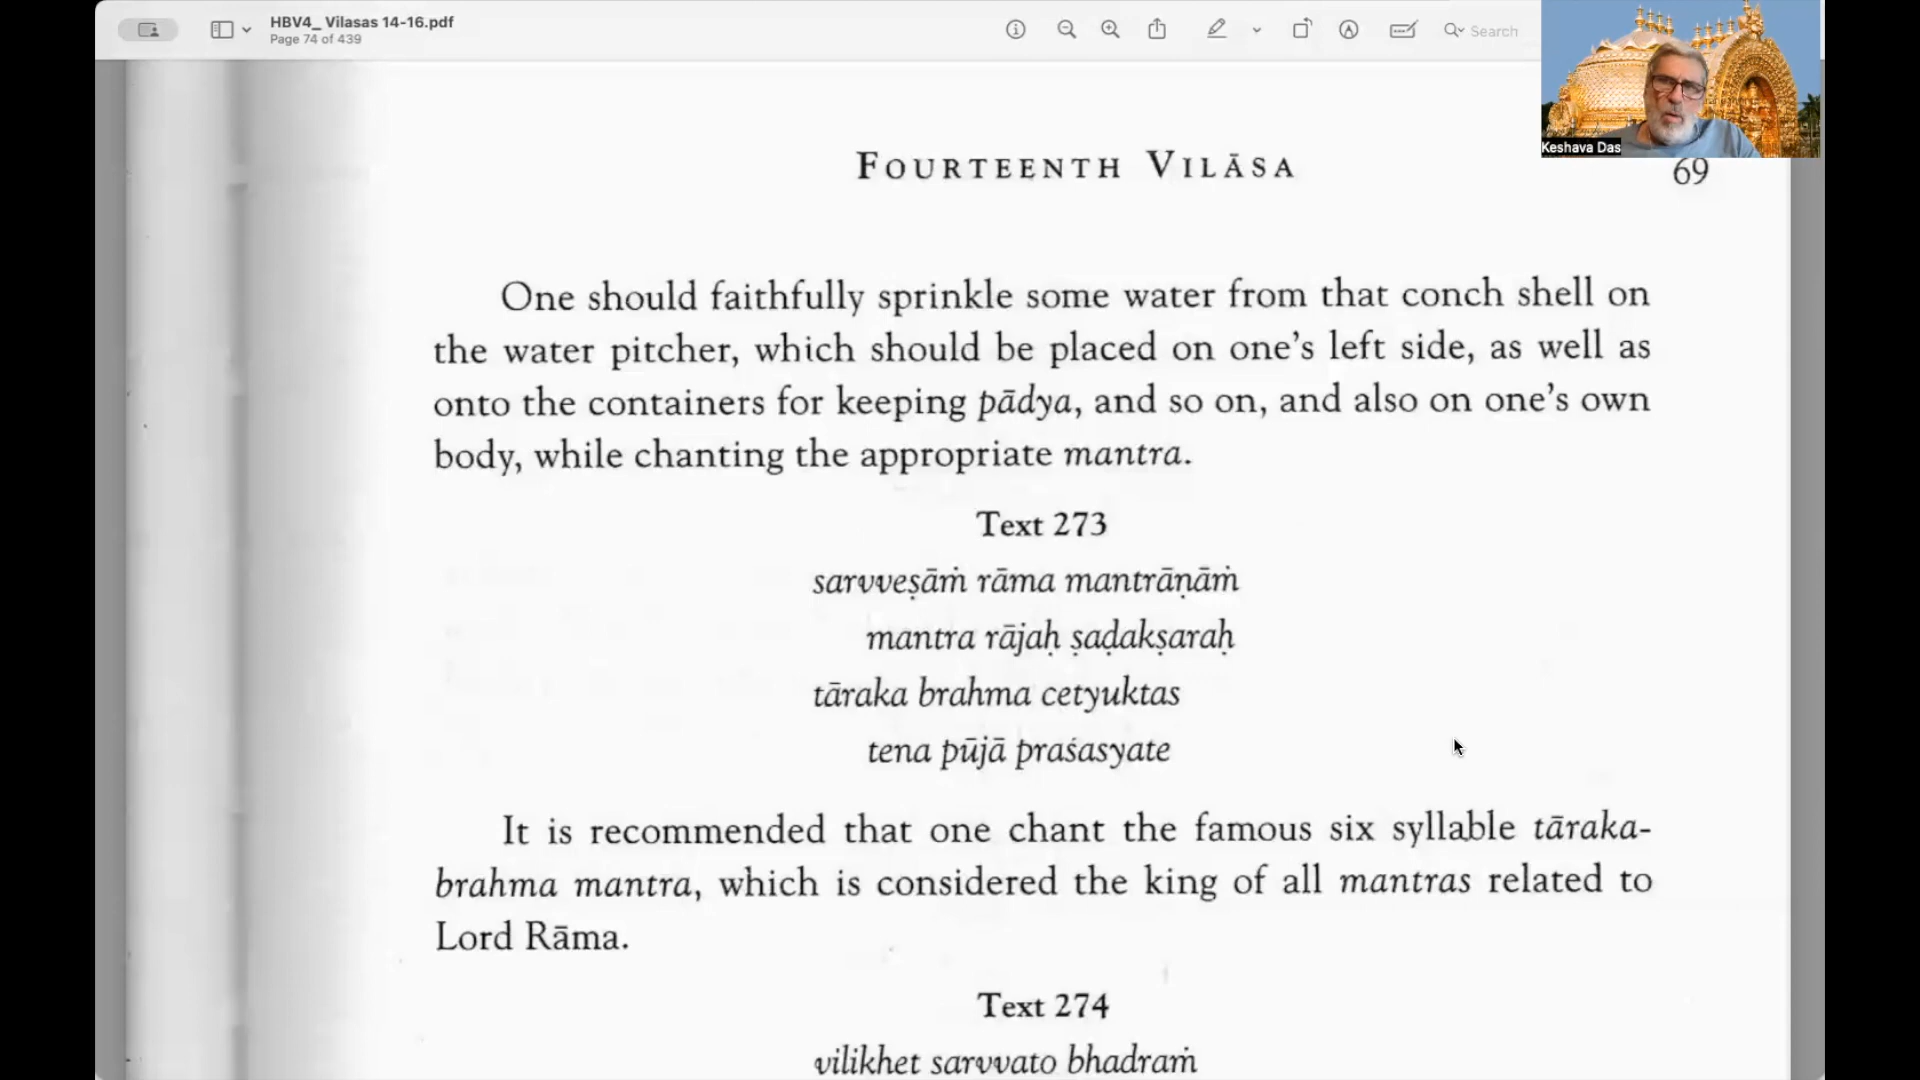 HBV4_ Vilasas 14-16.pdf
Page 74 of 439
Search
Keshava Das
FOURTEENTH VILĀSA
69
One should faithfully sprinkle some water from that conch shell on
the water pitcher, which should be placed on one's left side, as well as
onto the containers for keeping pādya, and so on, and also on one's own
body, while chanting the appropriate mantra.
Text 273
sarvveṣāṁ rāma mantrāṇāṁ
mantra rājaḥ ṣaḍakṣaraḥ
tāraka brahma cetyuktas
tena pūjā praśasyate
It is recommended that one chant the famous six syllable tāraka-
brahma mantra, which is considered the king of all mantras related to
Lord Rāma.
Text 274
vilikhet sarvvato bhadraṁ